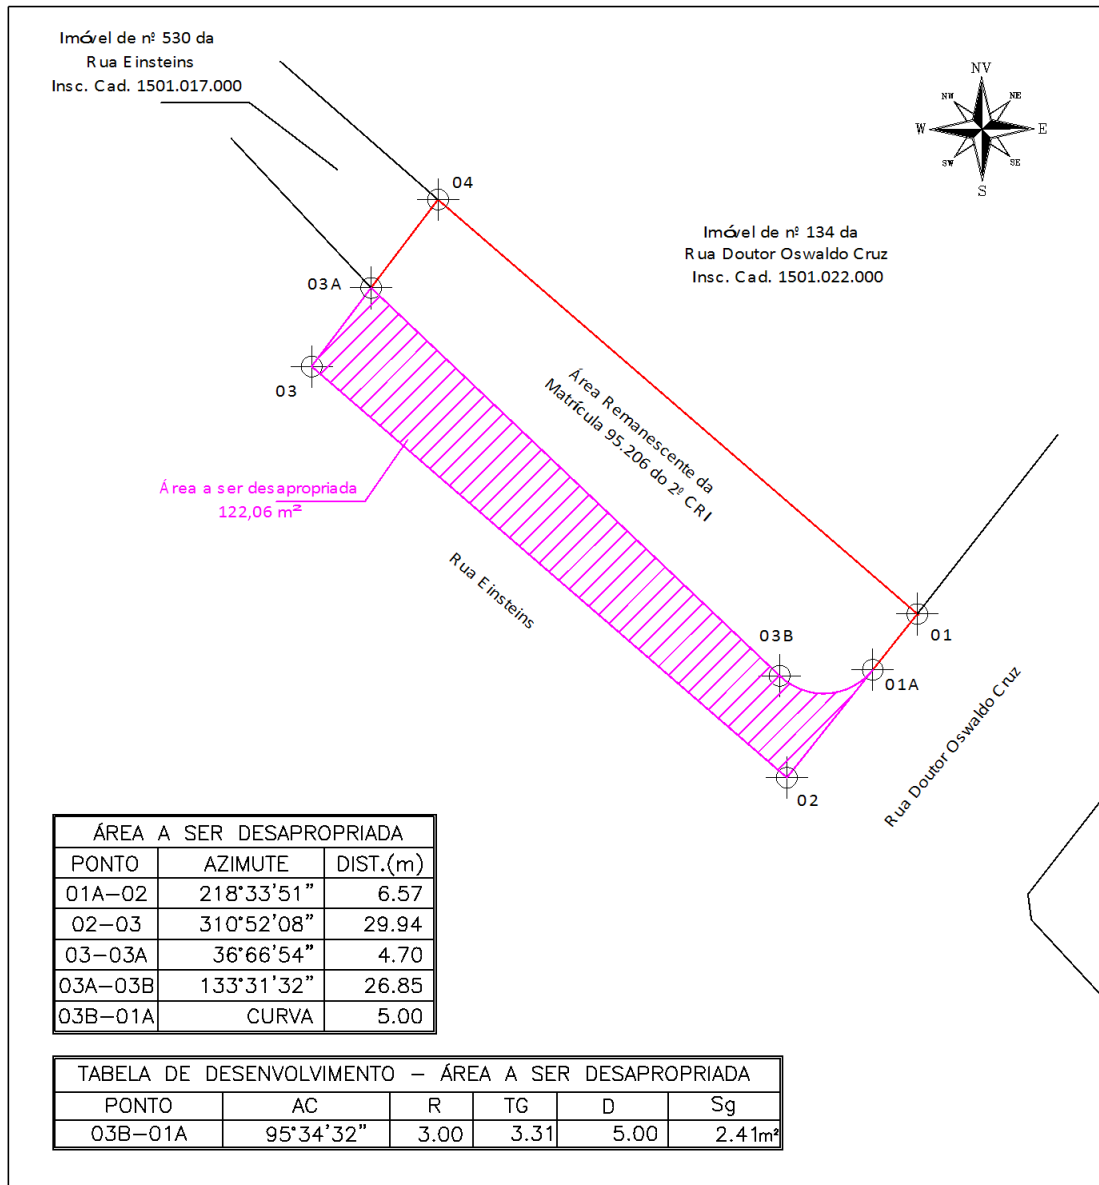 Imóvel de nº 530 da
Rua Einsteins
Insc. Cad. 1501.017.000
NV
NW
NE
W
E
SW
SE
S
04
Imóvel de nº 134 da
Rua Doutor Oswaldo Cruz
Insc. Cad. 1501.022.000
03A
03
Área Remanescente da
Matrícula 95.206 do 2º CRI
Área a ser desapropriada
122,06 m²
Rua Einsteins
03B
01
01A
Rua Doutor Oswaldo Cruz
02
ÁREA A SER DESAPROPRIADA
PONTO AZIMUTE DIST.(m)
01A-02 218°33'51" 6.57
02-03 310°52'08" 29.94
03-03A 36°66'54" 4.70
03A-03B 133°31'32" 26.85
03B-01A CURVA 5.00
TABELA DE DESENVOLVIMENTO - ÁREA A SER DESAPROPRIADA
PONTO AC R TG D Sg
03B-01A 95°34'32" 3.00 3.31 5.00 2.41m²